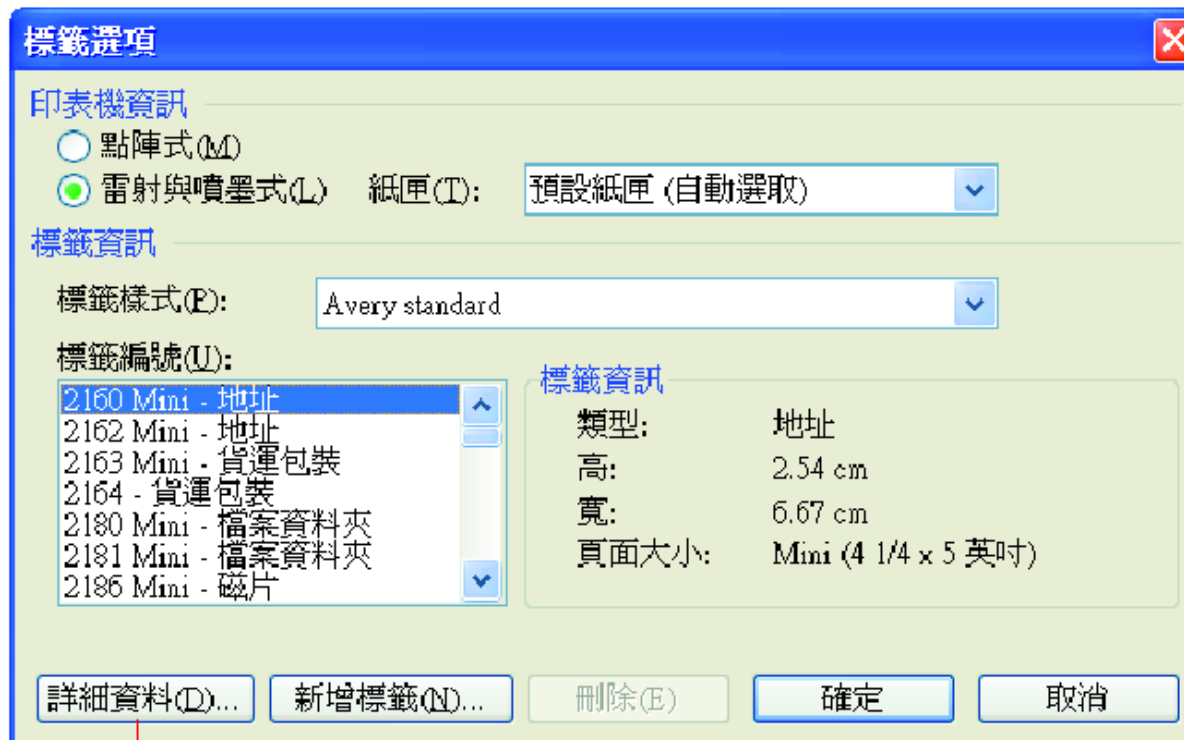 標籤選項
印表機資訊
點陣式(M)
雷射與噴墨式(L) 紙匣(T): 預設紙匣 (自動選取)
標籤資訊
標籤樣式(P): Avery standard
標籤編號(U):
2160 Mini - 地址
2162 Mini - 地址
2163 Mini - 貨運包裝
2164 - 貨運包裝
2180 Mini - 檔案資料夾
2181 Mini - 檔案資料夾
2186 Mini - 磁片
標籤資訊
類型: 地址
高: 2.54 cm
寬: 6.67 cm
頁面大小: Mini (4 1/4 x 5 英吋)
詳細資料(D)... 新增標籤(N)... 刪除(E) 確定 取消